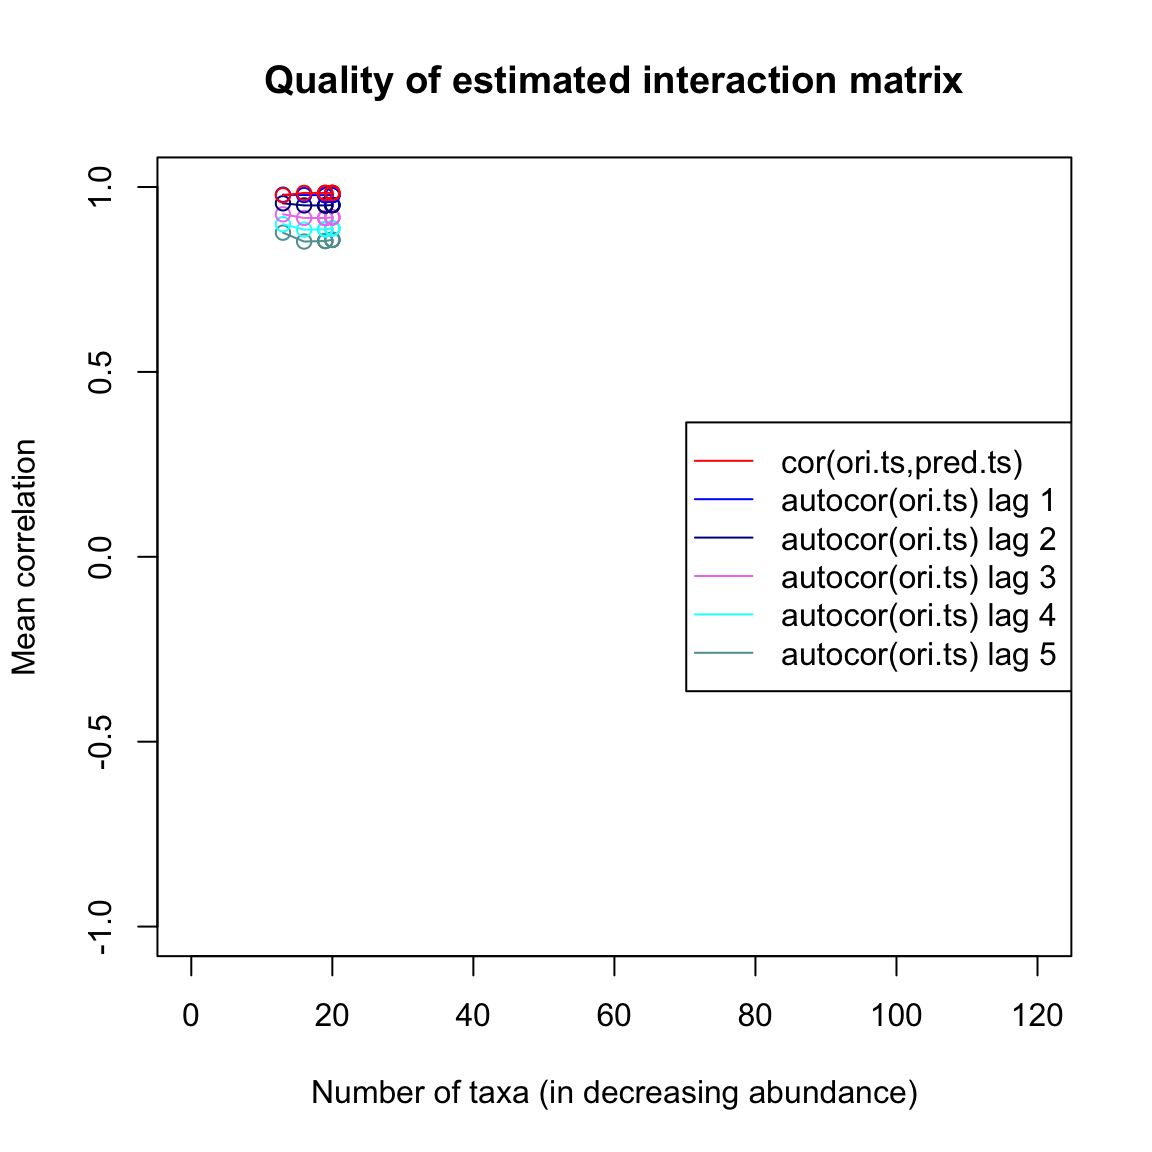 Quality of estimated interaction matrix
1.0
0.5
0.0
-0.5
-1.0
Mean correlation
cor(ori.ts,pred.ts)
autocor(ori.ts) lag 1
autocor(ori.ts) lag 2
autocor(ori.ts) lag 3
autocor(ori.ts) lag 4
autocor(ori.ts) lag 5
0 20 40 60 80 100 120
Number of taxa (in decreasing abundance)